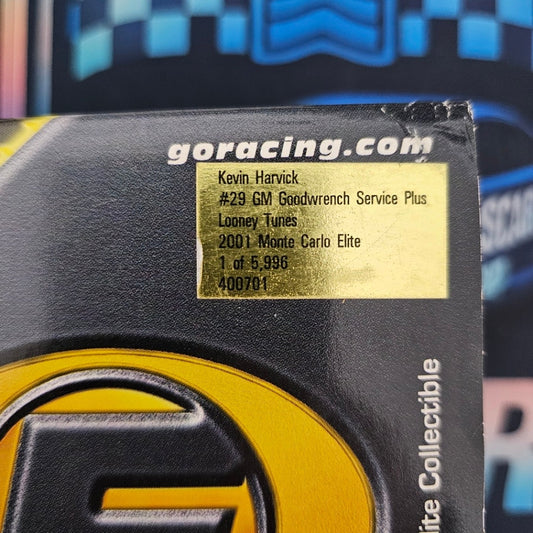 goracing.com
Kevin Harvick
#29 GM Goodwrench Service Plus
Looney Tunes
2001 Monte Carlo Elite
1 of 5,996
400701
Collectible